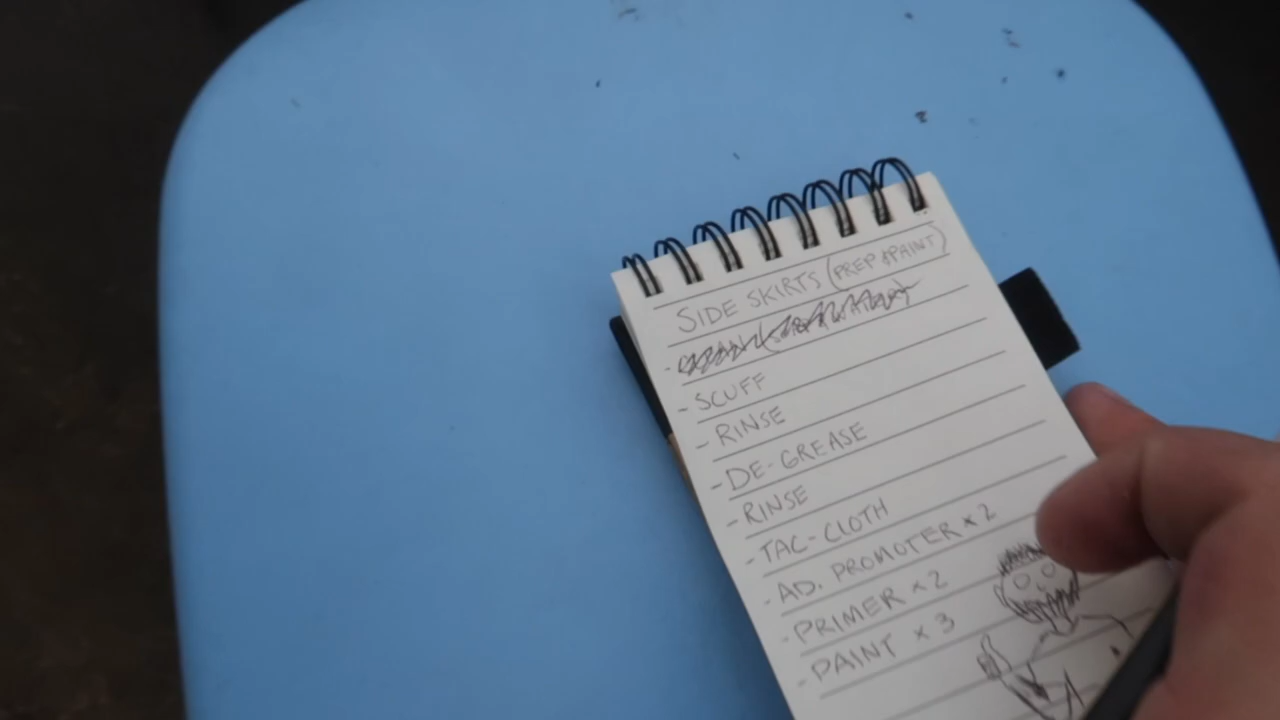 SIDE SKIRTS (PREP & PAINT)
- SCUFF
- RINSE
- DE-GREASE
- RINSE
- TAC-CLOTH
- AD. PROMOTER x 2
- PRIMER x 2
- PAINT x 3